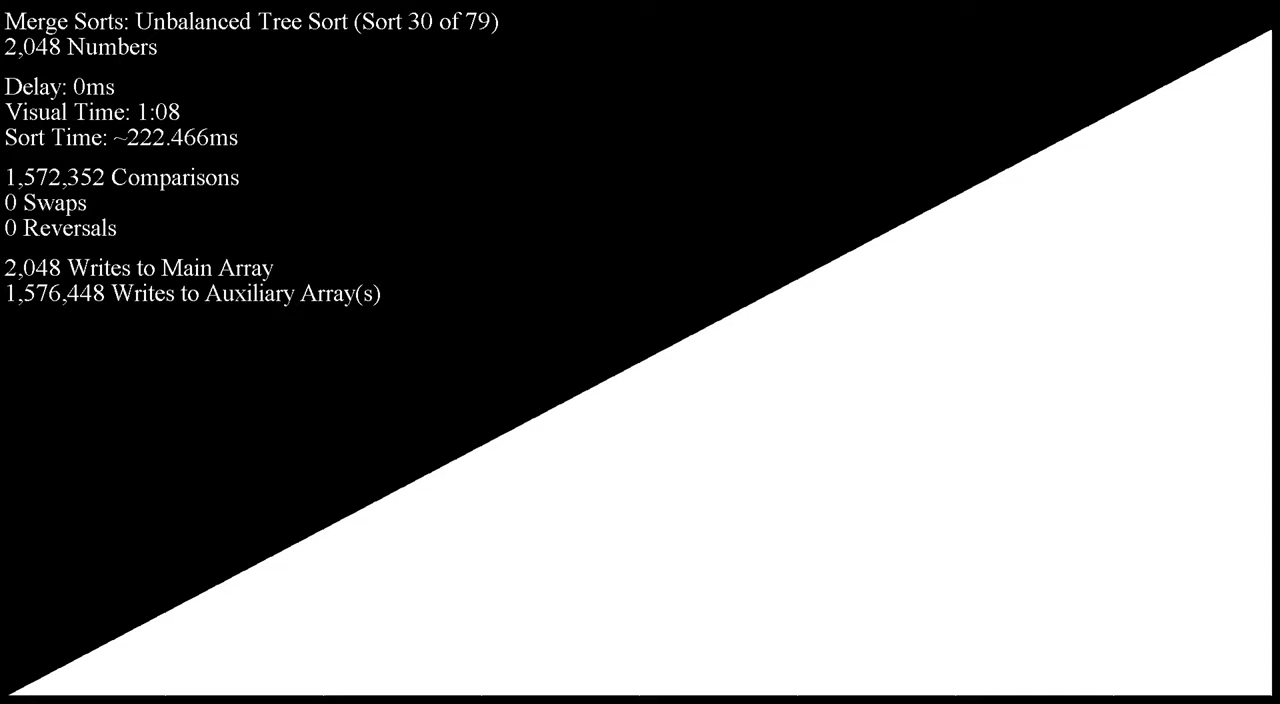 Merge Sorts: Unbalanced Tree Sort (Sort 30 of 79)
2,048 Numbers
Delay: 0ms
Visual Time: 1:08
Sort Time: ~222.466ms
1,572,352 Comparisons
0 Swaps
0 Reversals
2,048 Writes to Main Array
1,576,448 Writes to Auxiliary Array(s)